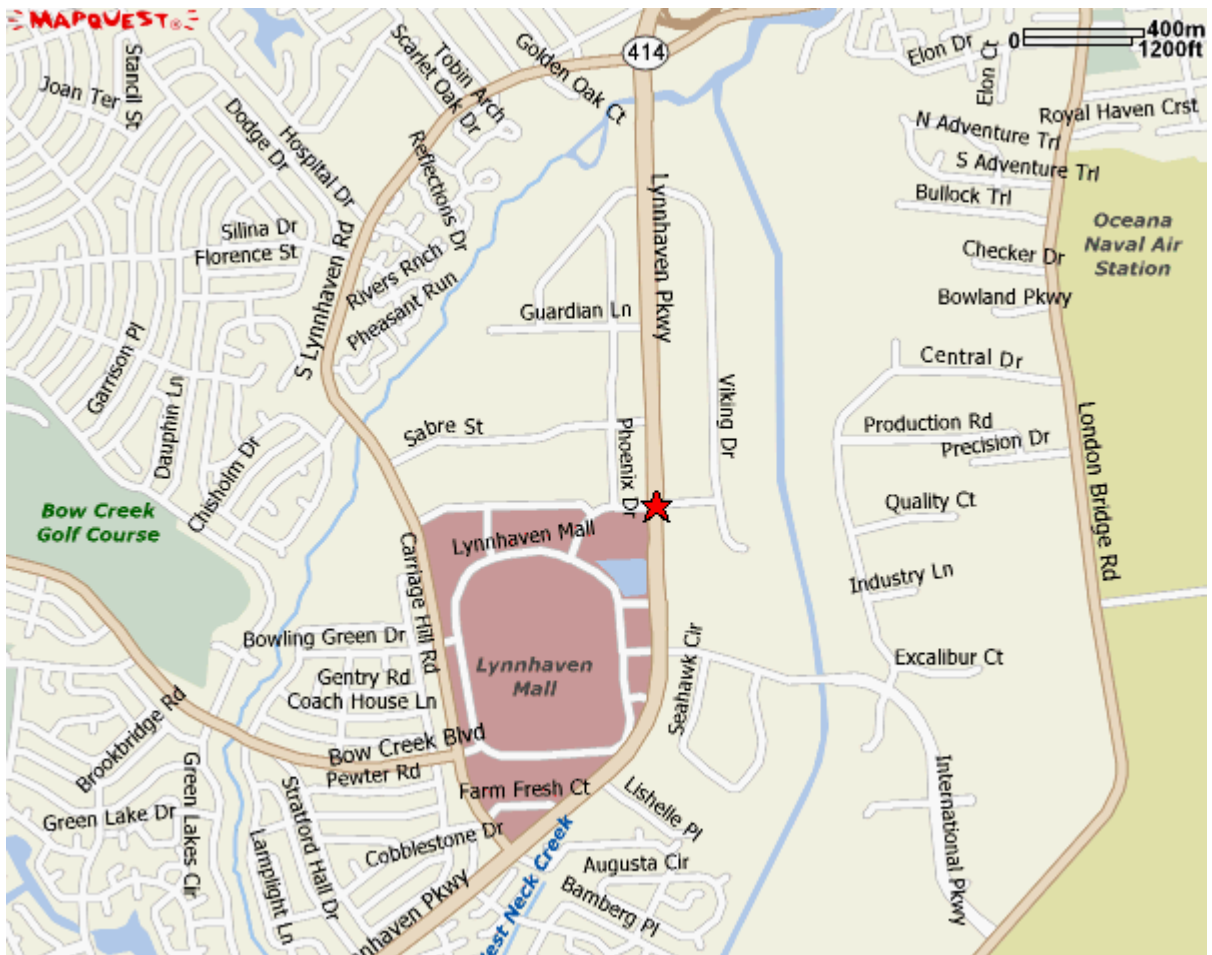 MAPQUEST
400m
0
1200ft
414
Stancil St
Joan Ter
Dodge Dr
Hospital Dr
Scarlet Oak Dr
Tobin Arch
Golden Oak Ct
Reflections Dr
Elon Dr
Elon Ct
Royal Haven Crst
N Adventure Trl
S Adventure Trl
Bullock Trl
Oceana
Naval Air
Station
Silina Dr
Florence St
Rivers Rnch
Pheasant Run
S Lynnhaven Rd
Lynnhaven Pkwy
Checker Dr
Bowland Pkwy
Guardian Ln
Garrison Pl
Dauphin Ln
Chisholm Dr
Central Dr
Viking Dr
Sabre St
Phoenix Dr
Production Rd
Precision Dr
London Bridge Rd
Quality Ct
Bow Creek
Golf Course
Lynnhaven Mall
Carriage Hill Rd
Industry Ln
Bowling Green Dr
Gentry Rd
Coach House Ln
Lynnhaven
Mall
Seahawk Cir
Excalibur Ct
Brookbridge Rd
Bow Creek Blvd
Pewter Rd
Farm Fresh Ct
Lishelle Pl
International Pkwy
Green Lake Dr
Green Lakes Cir
Stratford Hall Dr
Lamplight Ln
Cobblestone Dr
Augusta Cir
Bamberg Pl
nnhaven Pkwy
est Neck Creek